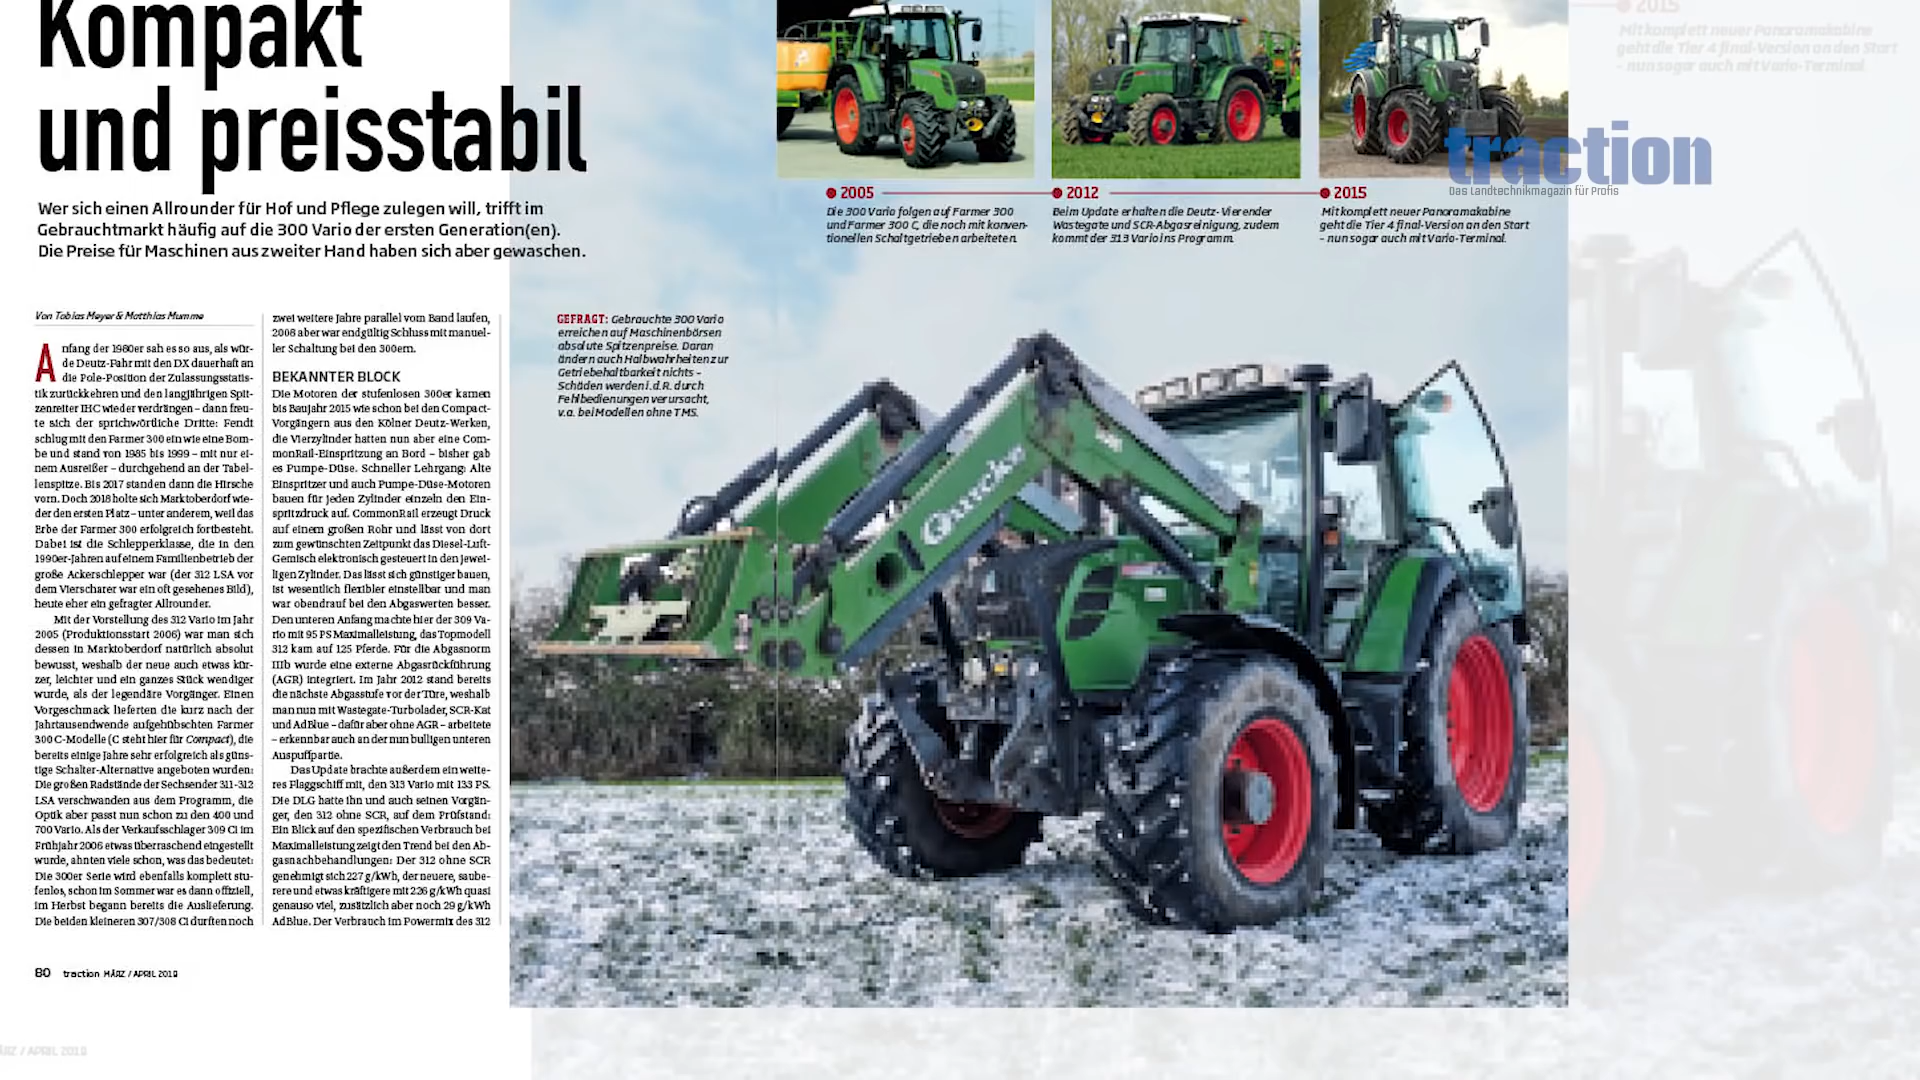 Kompakt
und preisstabil
Wer sich einen Allrounder für Hof und Pflege zulegen will, trifft im
Gebrauchtmarkt häufig auf die 300 Vario der ersten Generation(en).
Die Preise für Maschinen aus zweiter Hand haben sich aber gewaschen.
Von Tobias Meyer & Matthias Mumme
Anfang der 1980er sah es so aus, als wür-
de Deutz-Fahr mit den DX dauerhaft an
die Pole-Position der Zulassungsstatis-
tik zurückkehren und den langjährigen Spit-
zenreiter IHC wieder verdrängen – dann freu-
te sich der sprichwörtliche Dritte: Fendt
schlug mit den Farmer 300 ein wie eine Bom-
be und stand von 1985 bis 1999 – mit nur ei-
nem Ausreißer – durchgehend an der Tabel-
lenspitze. Bis 2017 standen dann die Hirsche
vorn. Doch 2018 holte sich Marktoberdorf wie-
der den ersten Platz – unter anderem, weil das
Erbe der Farmer 300 erfolgreich fortbesteht.
Dabei ist die Schlepperklasse, die in den
1990er-Jahren auf einem Familienbetrieb der
große Ackerschlepper war (der 312 LSA vor
dem Vierscharer war ein oft gesehenes Bild),
heute eher ein gefragter Allrounder.
Mit der Vorstellung des 312 Vario im Jahr
2005 (Produktionsstart 2006) war man sich
dessen in Marktoberdorf natürlich absolut
bewusst, weshalb der neue auch etwas kür-
zer, leichter und ein ganzes Stück wendiger
wurde, als der legendäre Vorgänger. Einen
Vorgeschmack lieferten die kurz nach der
Jahrtausendwende aufgehübschten Farmer
300 C-Modelle (C steht hier für Compact), die
bereits einige Jahre sehr erfolgreich als güns-
tige Schalter-Alternative angeboten wurden:
Die großen Radstände der Sechsender 311-312
LSA verschwanden aus dem Programm, die
Optik aber passt nun schon zu den 400 und
700 Vario. Als der Verkaufsschlager 309 Ci im
Frühjahr 2006 etwas überraschend eingestellt
wurde, ahnten viele schon, was das bedeutet:
Die 300er Serie wird ebenfalls komplett stu-
fenlos, schon im Sommer war es dann offiziell,
im Herbst begann bereits die Auslieferung.
Die beiden kleineren 307/308 Ci durften noch
zwei weitere Jahre parallel vom Band laufen,
2008 aber war endgültig Schluss mit manuel-
ler Schaltung bei den 300ern.
BEKANNTER BLOCK
Die Motoren der stufenlosen 300er kamen
bis Baujahr 2015 wie schon bei den Compact-
Vorgängern aus den Kölner Deutz-Werken,
die Vierzylinder hatten nun aber eine Com-
monRail-Einspritzung an Bord – bisher gab
es Pumpe-Düse. Schneller Lehrgang: Alte
Einspritzer und auch Pumpe-Düse-Motoren
bauen für jeden Zylinder einzeln den Ein-
spritzdruck auf. CommonRail erzeugt Druck
auf einem großen Rohr und lässt von dort
zum gewünschten Zeitpunkt das Diesel-Luft-
Gemisch elektronisch gesteuert in den jewei-
ligen Zylinder. Das lässt sich günstiger bauen,
ist wesentlich flexibler einstellbar und man
war obendrauf bei den Abgaswerten besser.
Den unteren Anfang machte hier der 309 Va-
rio mit 95 PS Maximalleistung, das Topmodell
312 kam auf 125 Pferde. Für die Abgasnorm
IIIb wurde eine externe Abgasrückführung
(AGR) integriert. Im Jahr 2012 stand bereits
die nächste Abgasstufe vor der Türe, weshalb
man nun mit Wastegate-Turbolader, SCR-Kat
und AdBlue – dafür aber ohne AGR – arbeitete
– erkennbar auch an der nun bulligen unteren
Auspuffpartie.
Das Update brachte außerdem ein weite-
res Flaggschiff mit, den 313 Vario mit 133 PS.
Die DLG hatte ihn und auch seinen Vorgän-
ger, den 312 ohne SCR, auf dem Prüfstand:
Ein Blick auf den spezifischen Verbrauch bei
Maximalleistung zeigt den Trend bei den Ab-
gasnachbehandlungen: Der 312 ohne SCR
genehmigt sich 227 g/kWh, der neuere, saube-
rere und etwas kräftigere mit 226 g/kWh quasi
genauso viel, zusätzlich aber noch 29 g/kWh
AdBlue. Der Verbrauch im Powermix des 312
80 traction MÄRZ / APRIL 2019
2005
Die 300 Vario folgen auf Farmer 300
und Farmer 300 C, die noch mit konven-
tionellen Schaltgetrieben arbeiteten.
2012
Beim Update erhalten die Deutz-Vierender
Wastegate und SCR-Abgasreinigung, zudem
kommt der 313 Vario ins Programm.
2015
Mit komplett neuer Panoramakabine
geht die Tier 4 final-Version an den Start
– nun sogar auch mit Vario-Terminal.
GEFRAGT: Gebrauchte 300 Vario
erreichen auf Maschinenbörsen
absolute Spitzenpreise. Daran
ändern auch Halbwahrheiten zur
Getriebehaltbarkeit nichts –
Schäden werden i.d.R. durch
Fehlbedienungen verursacht,
v.a. bei Modellen ohne TMS.
Quicke
traction
Das Landtechnikmagazin für Profis
2015
Mit komplett neuer Panoramakabine
geht die Tier 4 final-Version an den Start
– nun sogar auch mit Vario-Terminal.
RZ / APRIL 2019